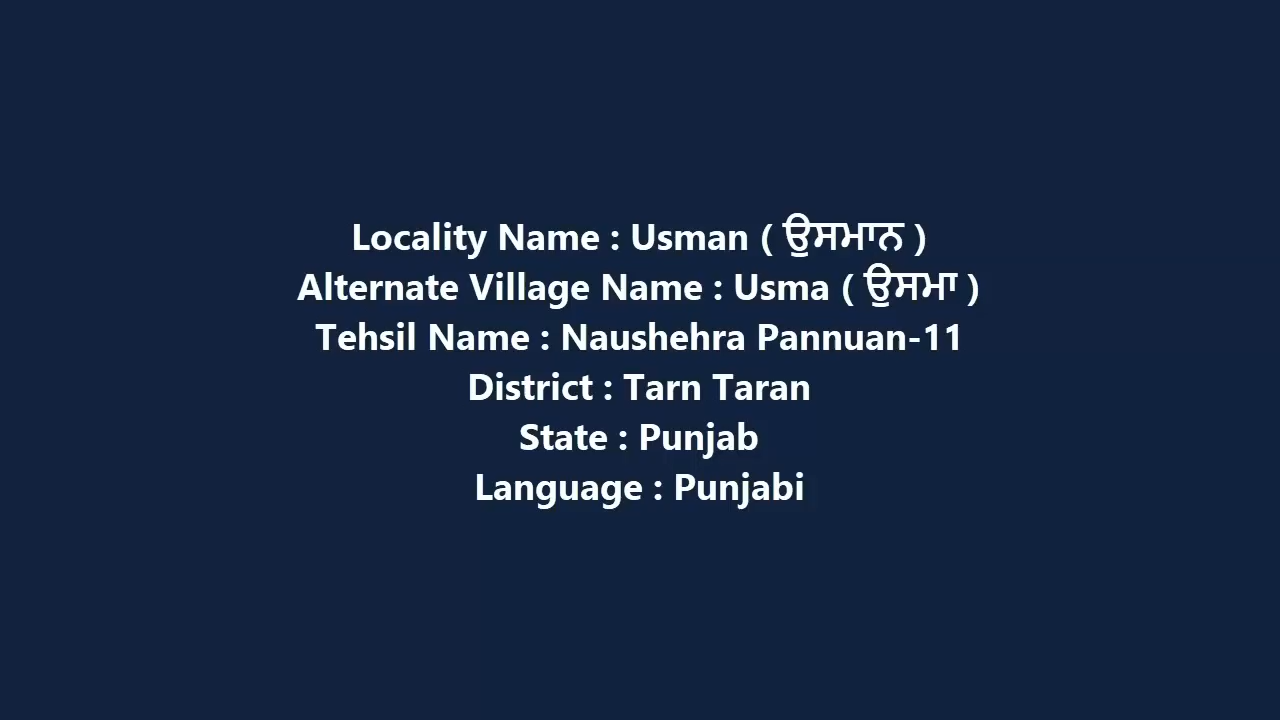 Locality Name : Usman ( ਉਸਮਾਨ )
Alternate Village Name : Usma ( ਉਸਮਾ )
Tehsil Name : Naushehra Pannuan-11
District : Tarn Taran
State : Punjab
Language : Punjabi